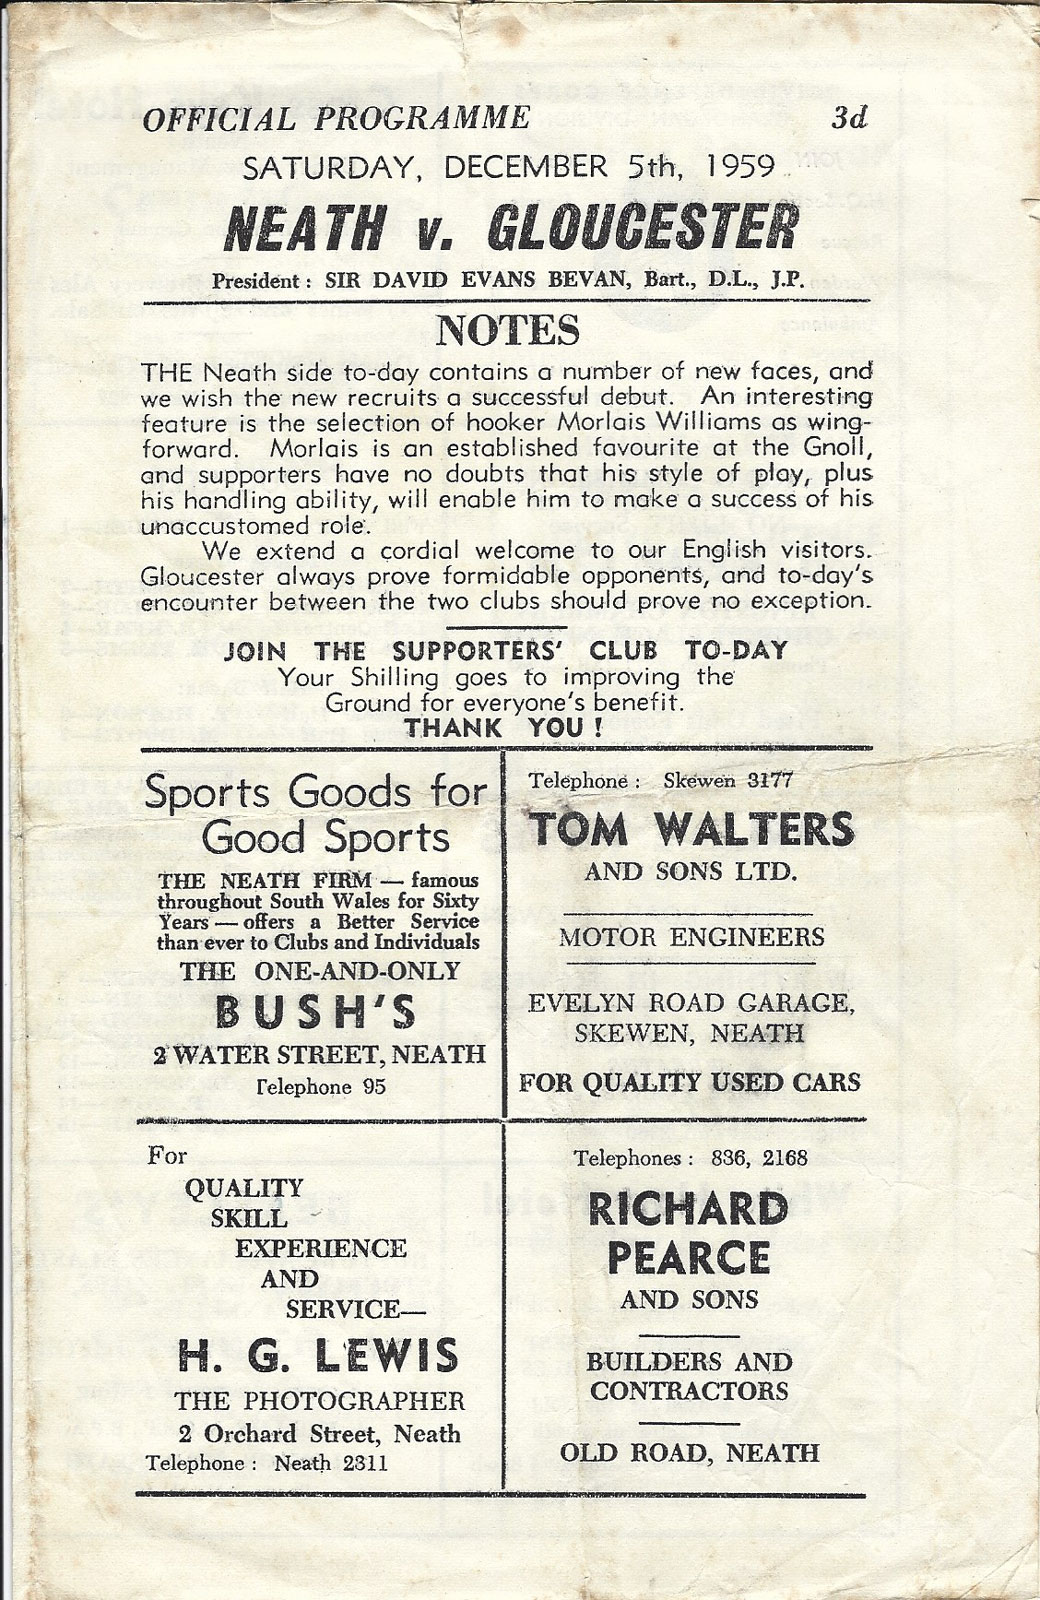 OFFICIAL PROGRAMME 3d
SATURDAY, DECEMBER 5th, 1959
NEATH v. GLOUCESTER
President: SIR DAVID EVANS BEVAN, Bart., D.L., J.P.
NOTES
THE Neath side to-day contains a number of new faces, and
we wish the new recruits a successful debut. An interesting
feature is the selection of hooker Morlais Williams as wing-
forward. Morlais is an established favourite at the Gnoll,
and supporters have no doubts that his style of play, plus
his handling ability, will enable him to make a success of his
unaccustomed role.
We extend a cordial welcome to our English visitors.
Gloucester always prove formidable opponents, and to-day's
encounter between the two clubs should prove no exception.
JOIN THE SUPPORTERS' CLUB TO-DAY
Your Shilling goes to improving the
Ground for everyone's benefit.
THANK YOU!
Sports Goods for
Good Sports
THE NEATH FIRM — famous
throughout South Wales for Sixty
Years — offers a Better Service
than ever to Clubs and Individuals
THE ONE-AND-ONLY
BUSH'S
2 WATER STREET, NEATH
Telephone 95
Telephone: Skewen 3177
TOM WALTERS
AND SONS LTD.
MOTOR ENGINEERS
EVELYN ROAD GARAGE,
SKEWEN, NEATH
FOR QUALITY USED CARS
For
QUALITY
SKILL
EXPERIENCE
AND
SERVICE—
H. G. LEWIS
THE PHOTOGRAPHER
2 Orchard Street, Neath
Telephone: Neath 2311
Telephones: 836, 2168
RICHARD
PEARCE
AND SONS
BUILDERS AND
CONTRACTORS
OLD ROAD, NEATH